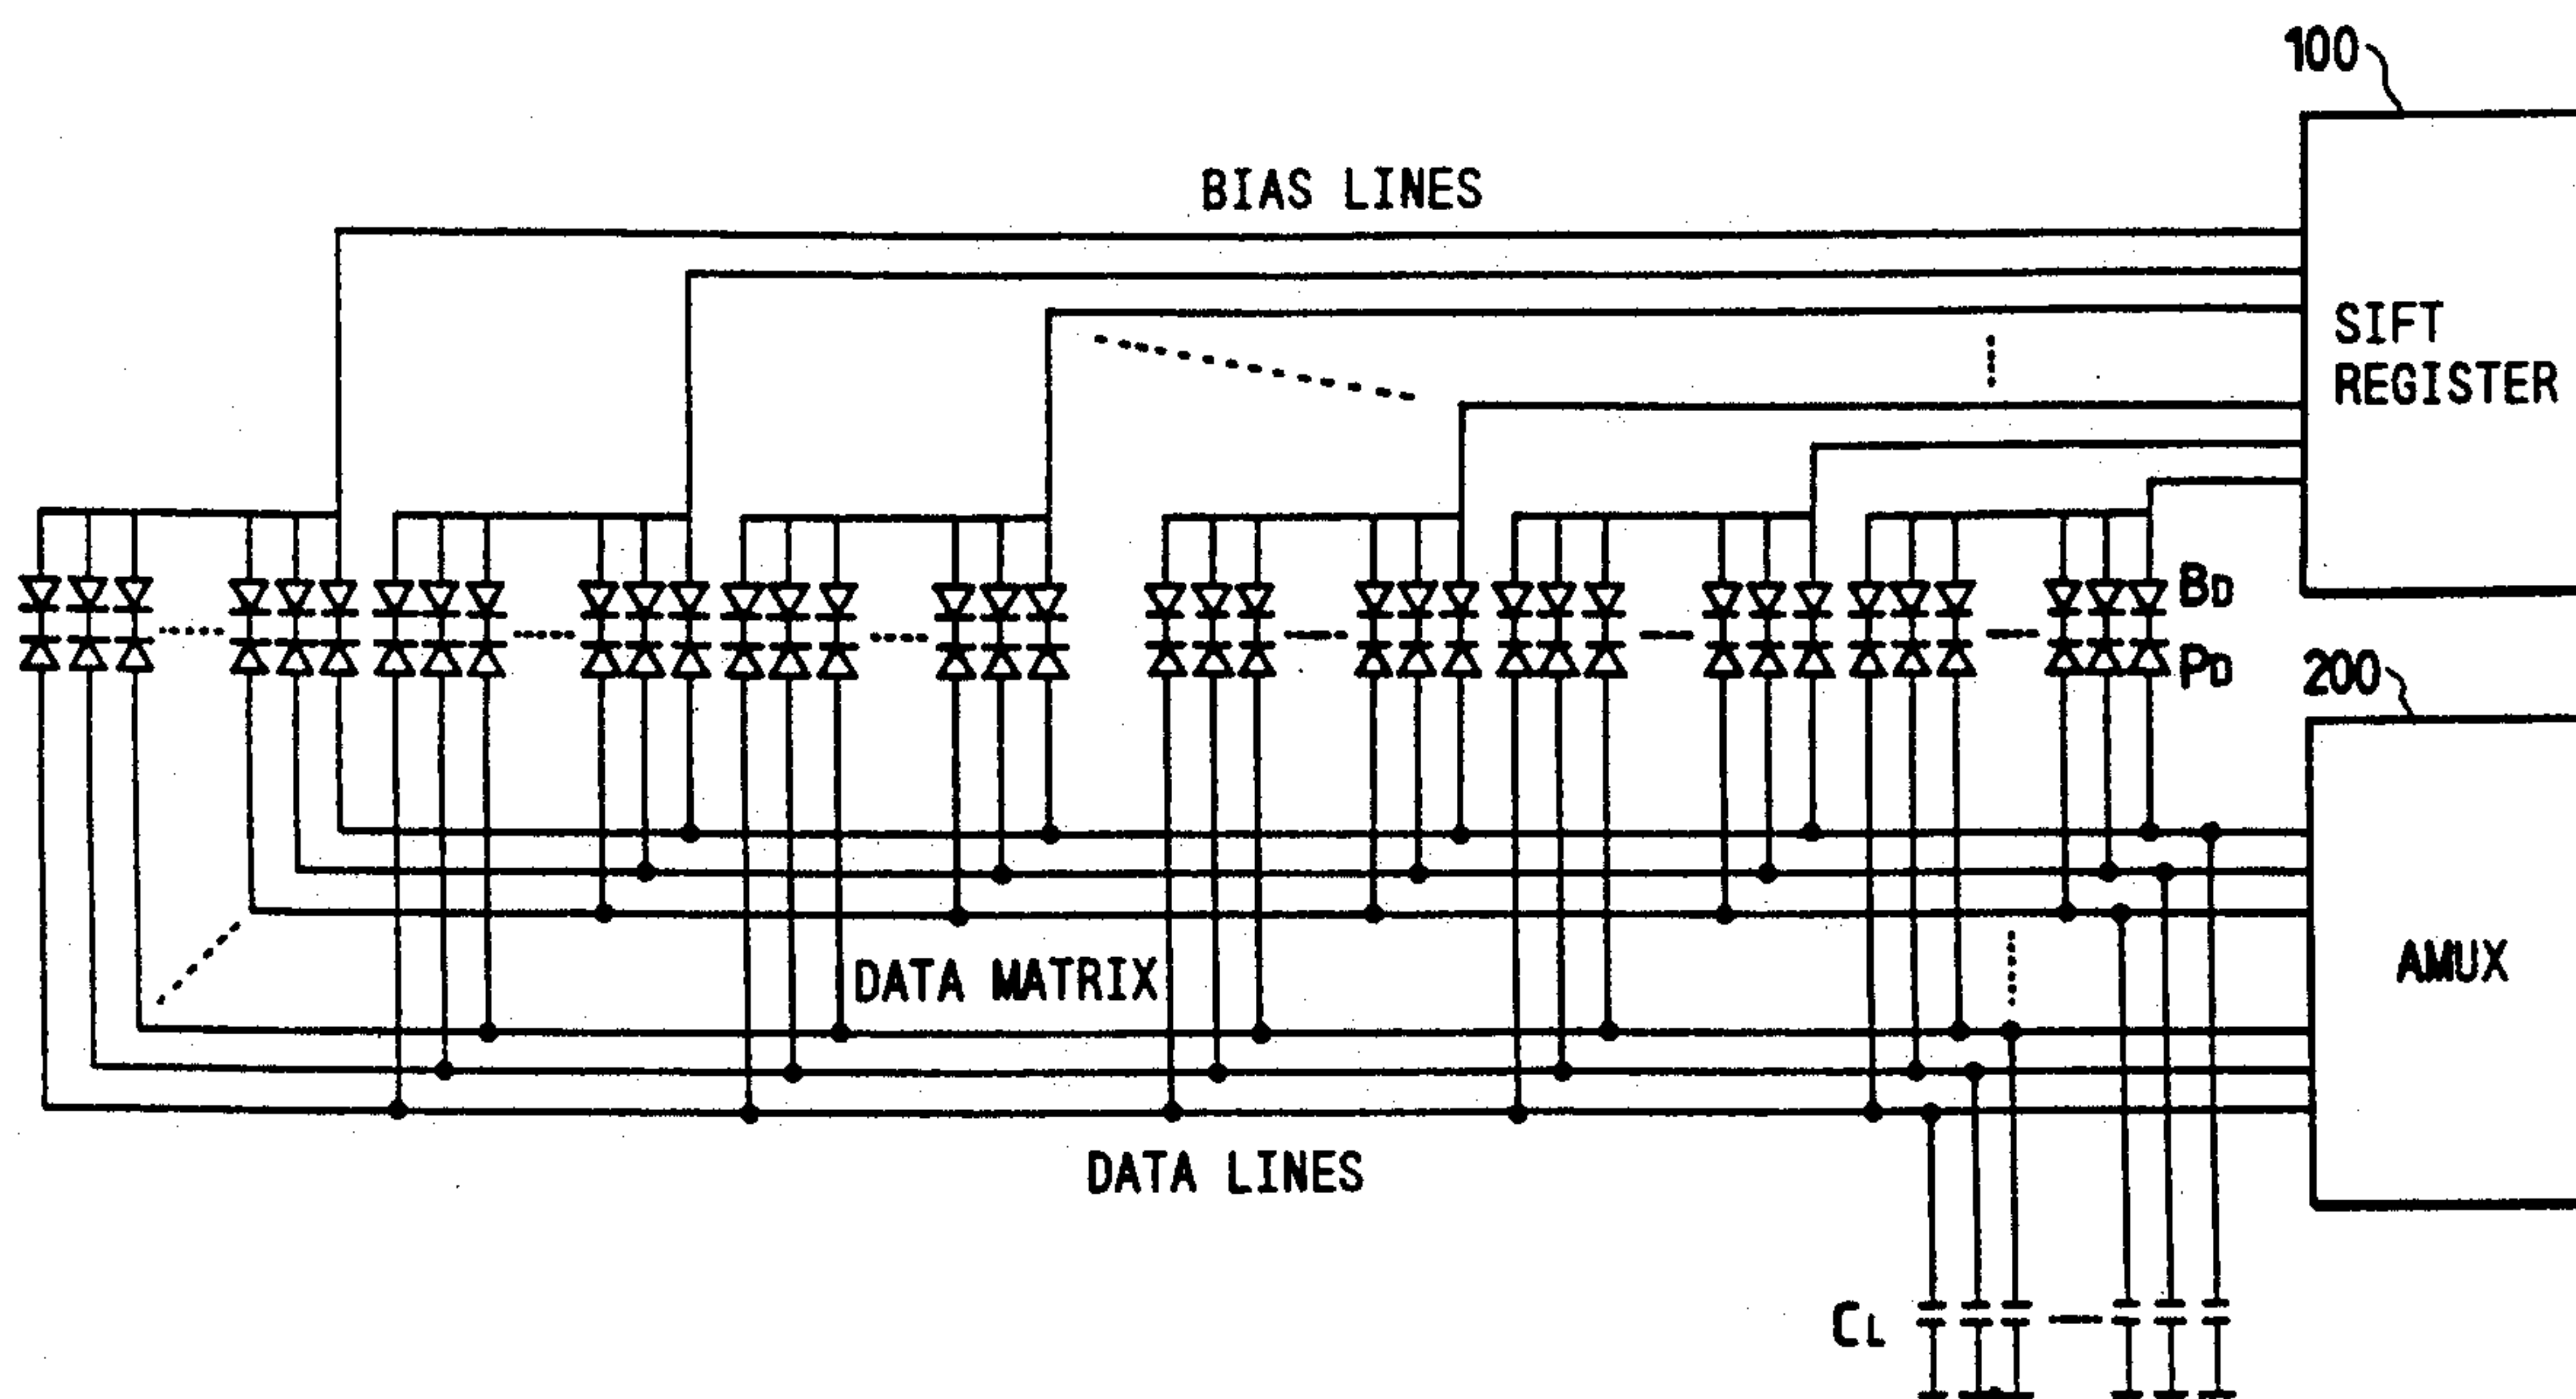 100
BIAS LINES
SIFT
REGISTER
BD
PD
200
DATA MATRIX
AMUX
DATA LINES
CL